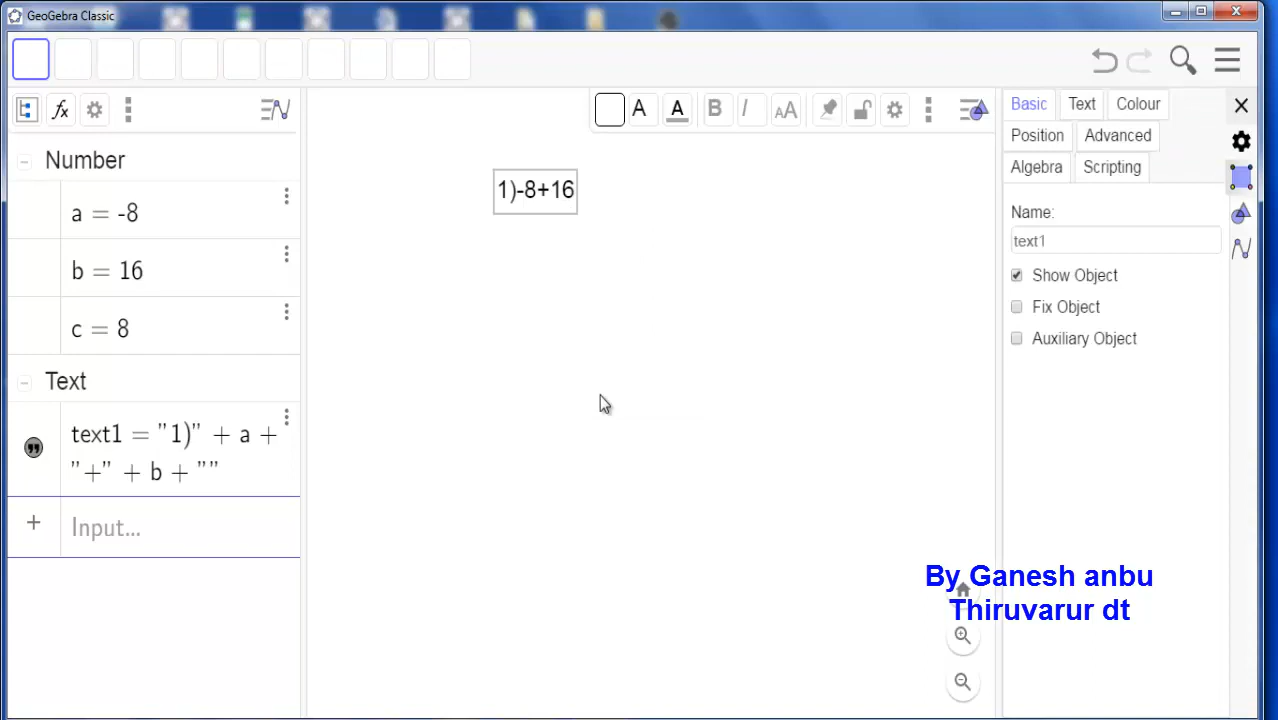 GeoGebra Classic
fx
A A B I AA
Number
a = -8
b = 16
c = 8
Text
text1 = "1)" + a +
"+" + b + ""
+ Input...
1)-8+16
Basic Text Colour
Position Advanced
Algebra Scripting
Name:
text1
Show Object
Fix Object
Auxiliary Object
By Ganesh anbu
Thiruvarur dt